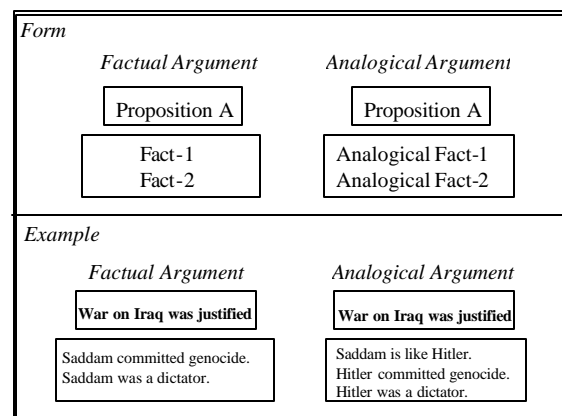 Form
Factual Argument
Analogical Argument
Proposition A
Proposition A
Fact-1
Fact-2
Analogical Fact-1
Analogical Fact-2
Example
Factual Argument
Analogical Argument
War on Iraq was justified
War on Iraq was justified
Saddam committed genocide.
Saddam was a dictator.
Saddam is like Hitler.
Hitler committed genocide.
Hitler was a dictator.